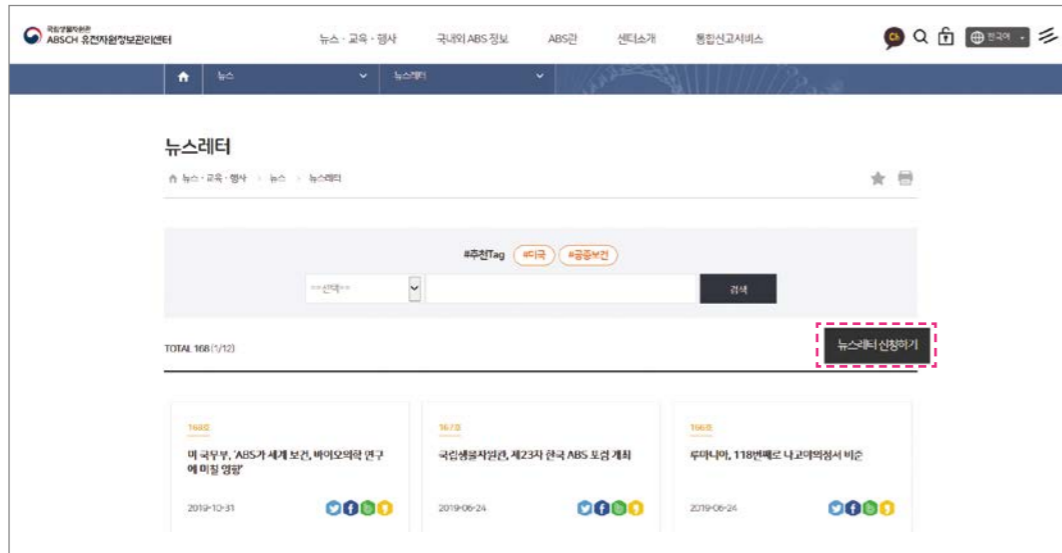 국립생물자원관
ABSCH 유전자원정보관리센터
뉴스 · 교육 · 행사 국내외 ABS 정보 ABS란 센터소개 통합신고서비스
한국어
뉴스 뉴스레터
뉴스레터
뉴스 · 교육 · 행사 > 뉴스 > 뉴스레터
#추천Tag #미국 #공중보건
==선택== 검색
TOTAL 168 (1/12) 뉴스레터 신청하기
168호 167호 166호
미 국무부, 'ABS가 세계 보건, 바이오의학 연구 국립생물자원관, 제23차 한국 ABS 포럼 개최 루마니아, 118번째로 나고야의정서 비준
에 미칠 영향'
2019-10-31 2019-06-24 2019-06-24